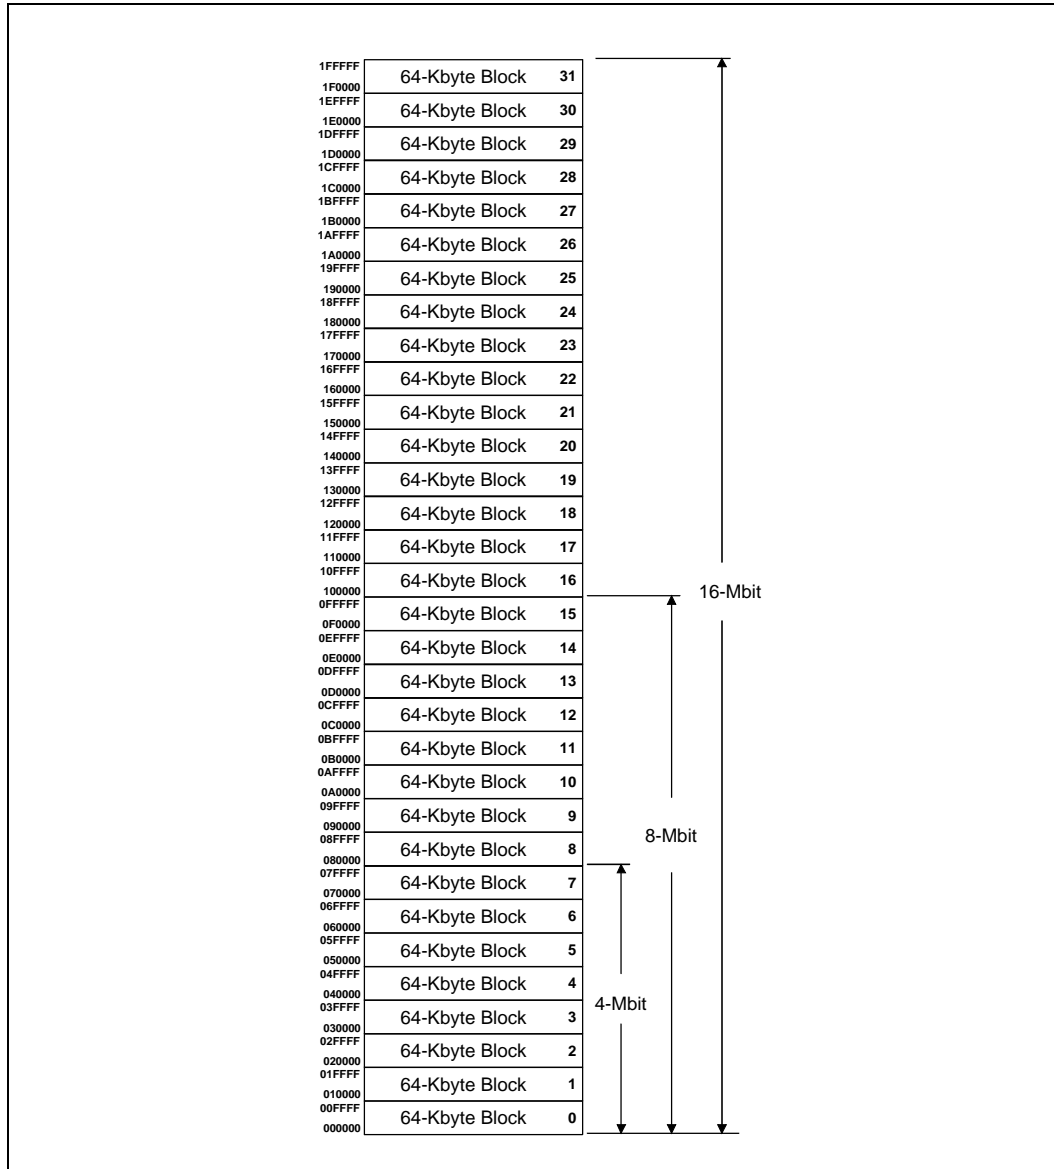 1FFFFF
64-Kbyte Block 31
1F0000
1EFFFF
64-Kbyte Block 30
1E0000
1DFFFF
64-Kbyte Block 29
1D0000
1CFFFF
64-Kbyte Block 28
1C0000
1BFFFF
64-Kbyte Block 27
1B0000
1AFFFF
64-Kbyte Block 26
1A0000
19FFFF
64-Kbyte Block 25
190000
18FFFF
64-Kbyte Block 24
180000
17FFFF
64-Kbyte Block 23
170000
16FFFF
64-Kbyte Block 22
160000
15FFFF
64-Kbyte Block 21
150000
14FFFF
64-Kbyte Block 20
140000
13FFFF
64-Kbyte Block 19
130000
12FFFF
64-Kbyte Block 18
120000
11FFFF
64-Kbyte Block 17
110000
10FFFF
64-Kbyte Block 16
100000
16-Mbit
0FFFFF
64-Kbyte Block 15
0F0000
0EFFFF
64-Kbyte Block 14
0E0000
0DFFFF
64-Kbyte Block 13
0D0000
0CFFFF
64-Kbyte Block 12
0C0000
0BFFFF
64-Kbyte Block 11
0B0000
0AFFFF
64-Kbyte Block 10
0A0000
09FFFF
64-Kbyte Block 9
090000
08FFFF
8-Mbit
64-Kbyte Block 8
080000
07FFFF
64-Kbyte Block 7
070000
06FFFF
64-Kbyte Block 6
060000
05FFFF
64-Kbyte Block 5
050000
04FFFF
64-Kbyte Block 4
040000
4-Mbit
03FFFF
64-Kbyte Block 3
030000
02FFFF
64-Kbyte Block 2
020000
01FFFF
64-Kbyte Block 1
010000
00FFFF
64-Kbyte Block 0
000000